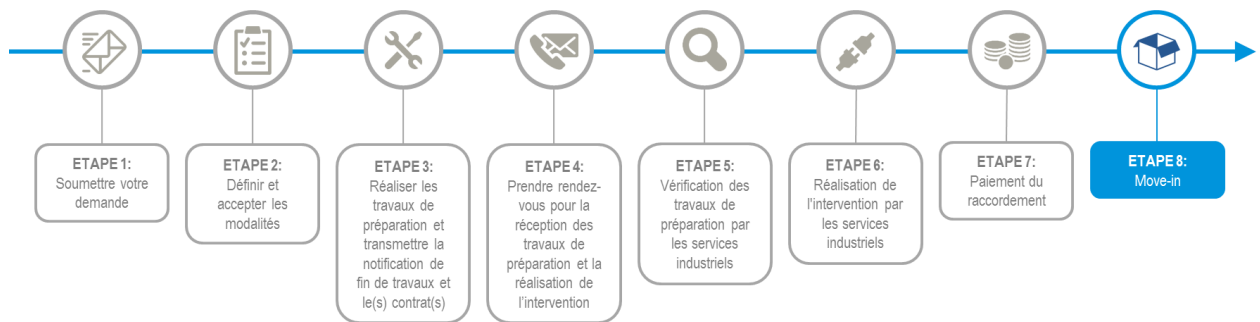 ETAPE 1:
Soumettre votre
demande
ETAPE 2:
Définir et
accepter les
modalités
ETAPE 3:
Réaliser les
travaux de
préparation et
transmettre la
notification de
fin de travaux et
le(s) contrat(s)
ETAPE 4:
Prendre rendez-
vous pour la
réception des
travaux de
préparation et la
réalisation de
l'intervention
ETAPE 5:
Vérification des
travaux de
préparation par
les services
industriels
ETAPE 6:
Réalisation de
l'intervention par
les services
industriels
ETAPE 7:
Paiement du
raccordement
ETAPE 8:
Move-in